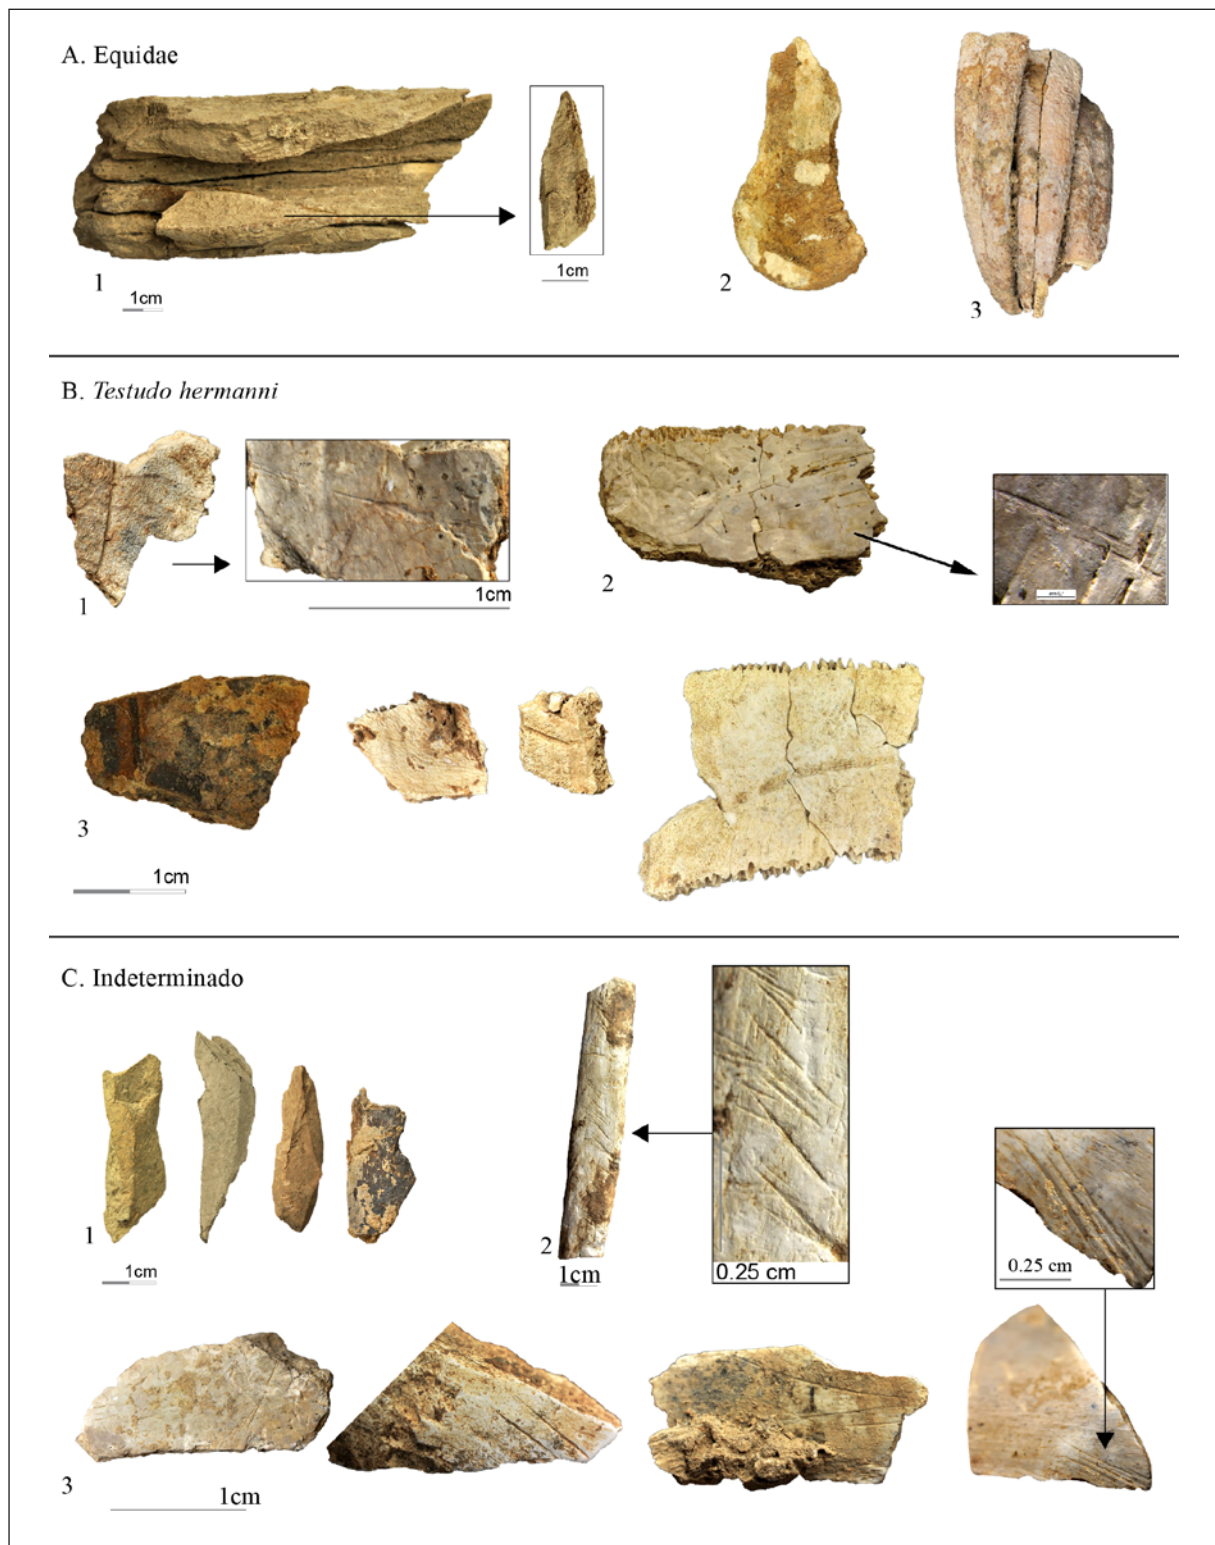 A. Equidae
1
1cm
1cm
2
3
B. Testudo hermanni
1
1cm
2
3
1cm
C. Indeterminado
1
1cm
2
1cm
0.25 cm
0.25 cm
3
1cm